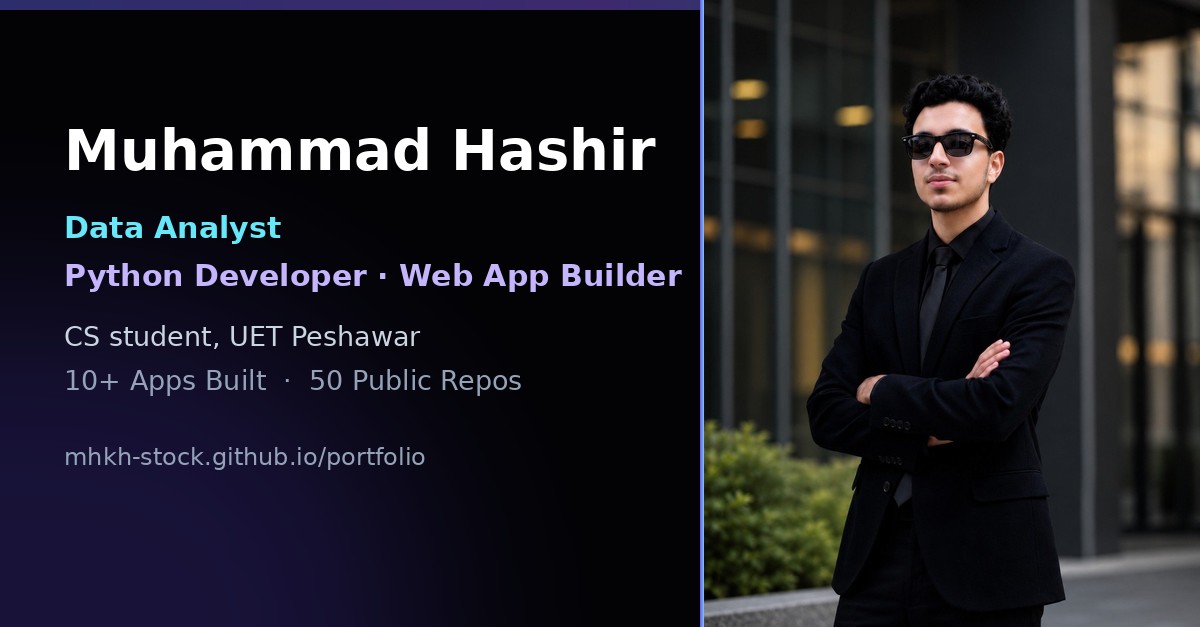 Muhammad Hashir
Data Analyst
Python Developer · Web App Builder
CS student, UET Peshawar
10+ Apps Built · 50 Public Repos
mhkh-stock.github.io/portfolio